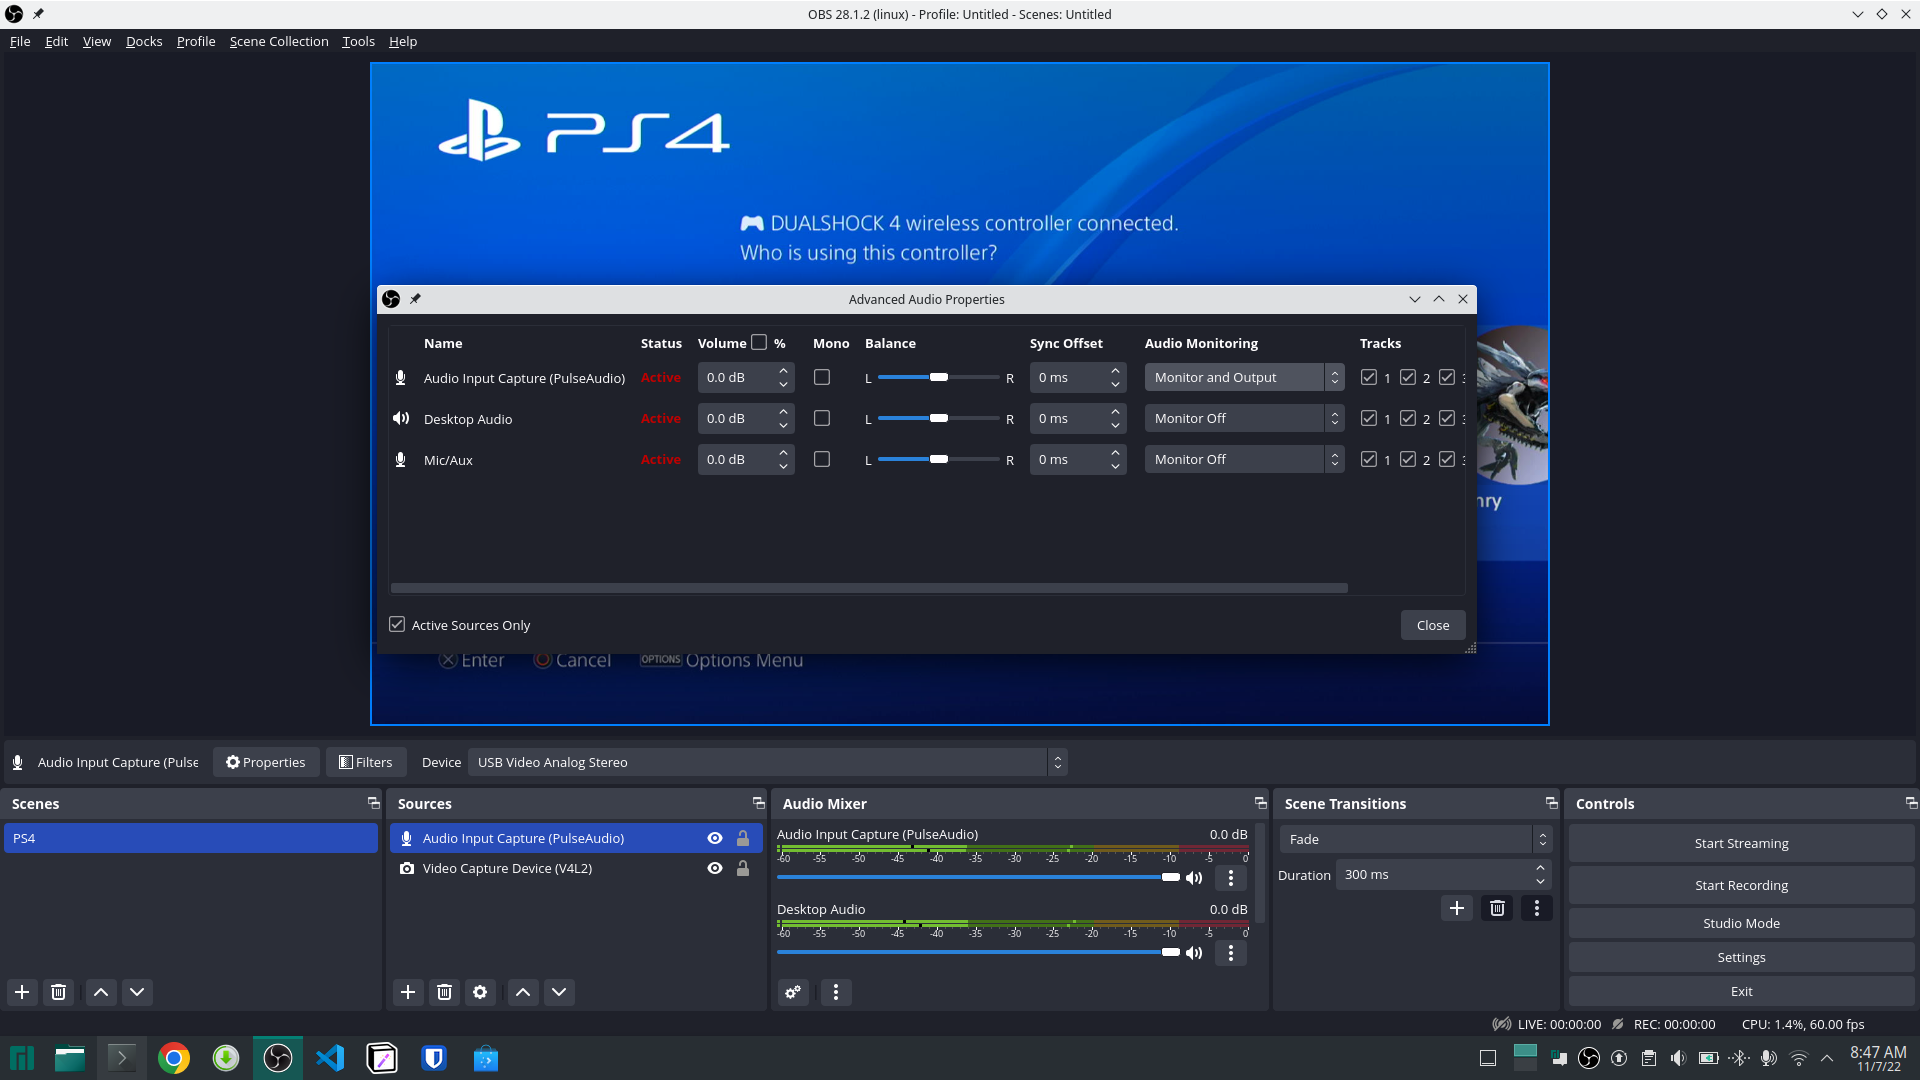 OBS 28.1.2 (linux) - Profile: Untitled - Scenes: Untitled
File Edit View Docks Profile Scene Collection Tools Help
PS4
DUALSHOCK 4 wireless controller connected.
Who is using this controller?
Advanced Audio Properties
Name Status Volume % Mono Balance Sync Offset Audio Monitoring Tracks
Audio Input Capture (PulseAudio) Active 0.0 dB L R 0 ms Monitor and Output 1 2
Desktop Audio Active 0.0 dB L R 0 ms Monitor Off 1 2
Mic/Aux Active 0.0 dB L R 0 ms Monitor Off 1 2
nry
Active Sources Only Close
Enter Cancel OPTIONS Options Menu
Audio Input Capture (Pulse Properties Filters Device USB Video Analog Stereo
Scenes
PS4
Sources
Audio Input Capture (PulseAudio)
Video Capture Device (V4L2)
Audio Mixer
Audio Input Capture (PulseAudio) 0.0 dB
-60 -55 -50 -45 -40 -35 -30 -25 -20 -15 -10 -5 0
Desktop Audio 0.0 dB
-60 -55 -50 -45 -40 -35 -30 -25 -20 -15 -10 -5 0
Scene Transitions
Fade
Duration 300 ms
Controls
Start Streaming
Start Recording
Studio Mode
Settings
Exit
LIVE: 00:00:00 REC: 00:00:00 CPU: 1.4%, 60.00 fps
8:47 AM
11/7/22